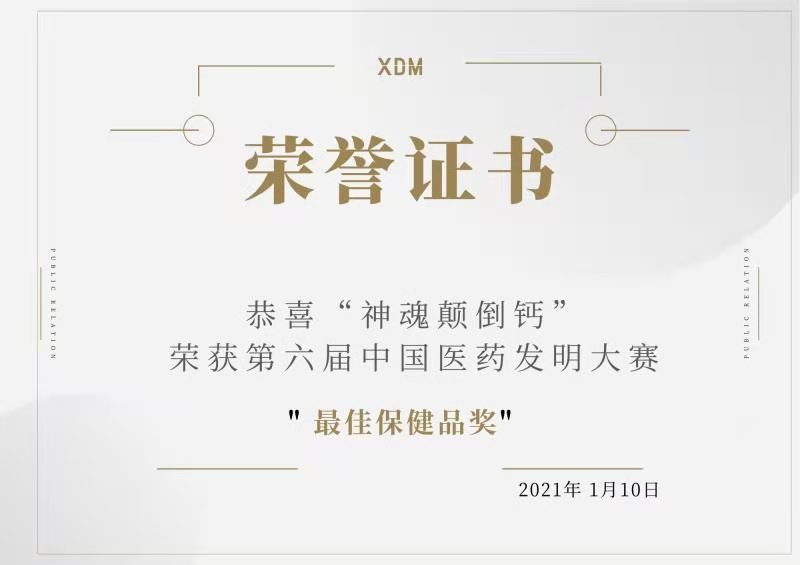 XDM
荣誉证书
PUBLIC RELATION
PUBLIC RELATION
恭喜“神魂颠倒钙”
荣获第六届中国医药发明大赛
"最佳保健品奖"
2021年 1月10日